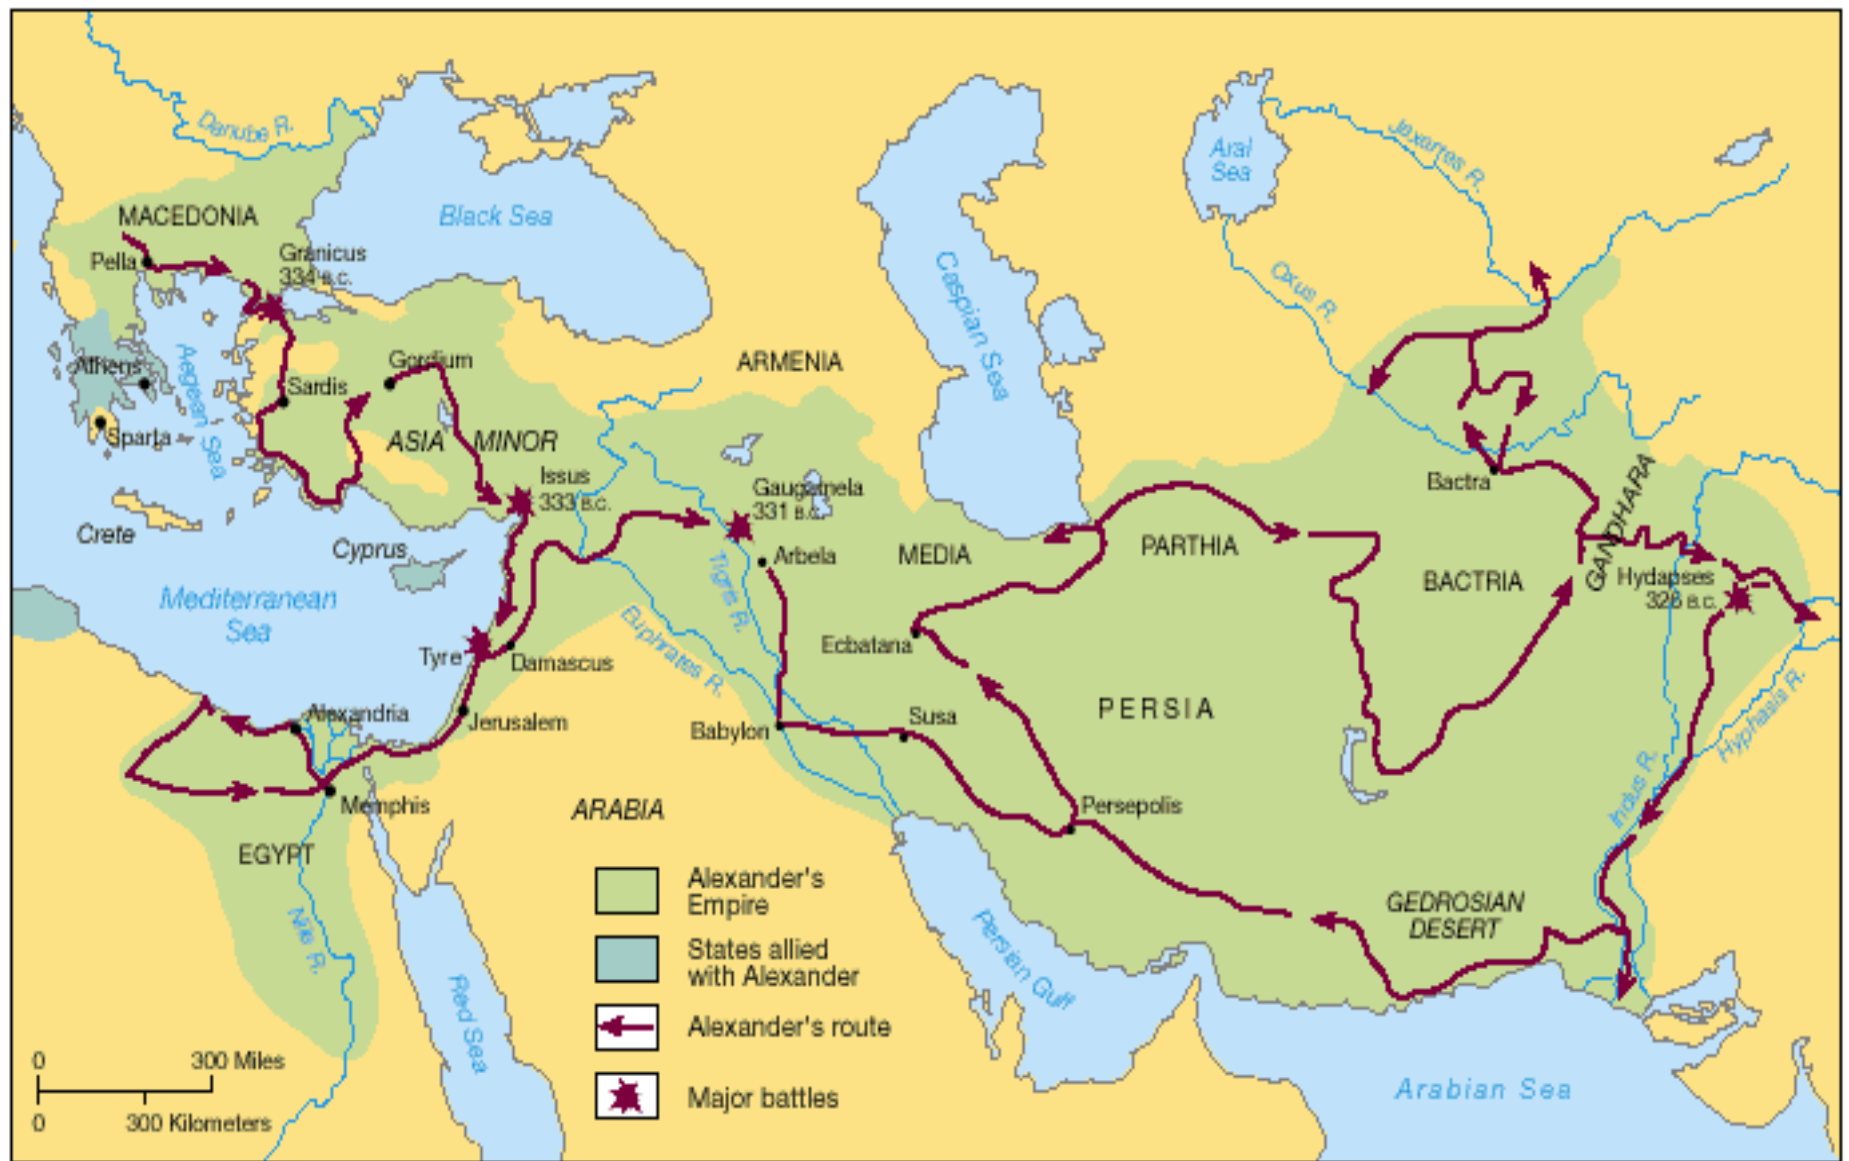 Danube R.
Jaxartes R.
Aral
Sea
MACEDONIA
Black Sea
Pella
Granicus
334 B.C.
Caspian Sea
Oxus R.
Aegean Sea
Athens
Gordium
ARMENIA
Sardis
Sparta
ASIA MINOR
Issus
333 B.C.
Gaugamela
331 B.C.
Bactra
GANDHARA
Crete
Cyprus
Arbela
MEDIA
PARTHIA
BACTRIA
Hydapses
326 B.C.
Mediterranean
Sea
Tigris R.
Euphrates R.
Ecbatana
Tyre
Damascus
Alexandria
Jerusalem
Babylon
Susa
PERSIA
Hyphasis R.
Indus R.
Memphis
ARABIA
Persepolis
EGYPT
Nile R.
Alexander's
Empire
GEDROSIAN
DESERT
States allied
with Alexander
Persian Gulf
Red Sea
Alexander's route
0 300 Miles
Major battles
0 300 Kilometers
Arabian Sea